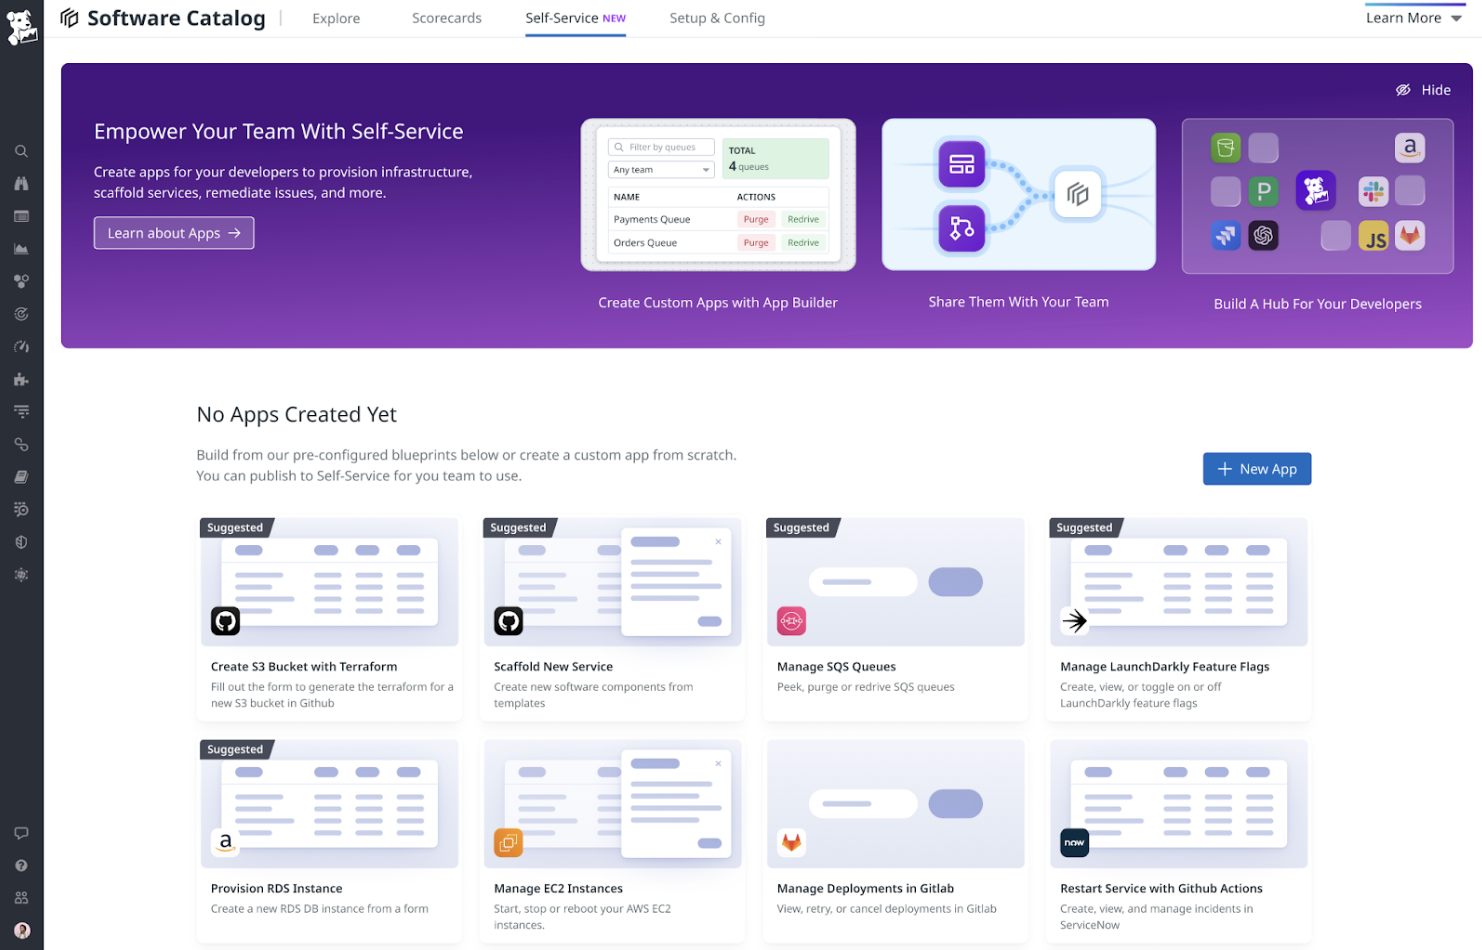 Software Catalog
Explore
Scorecards
Self-Service NEW
Setup & Config
Learn More
Hide
Empower Your Team With Self-Service
Create apps for your developers to provision infrastructure,
scaffold services, remediate issues, and more.
Learn about Apps →
Filter by queues
Any team
TOTAL
4 queues
NAME ACTIONS
Payments Queue Purge Redrive
Orders Queue Purge Redrive
Create Custom Apps with App Builder
Share Them With Your Team
a
P
JS
Build A Hub For Your Developers
No Apps Created Yet
Build from our pre-configured blueprints below or create a custom app from scratch.
You can publish to Self-Service for you team to use.
+ New App
Suggested
Create S3 Bucket with Terraform
Fill out the form to generate the terraform for a
new S3 bucket in Github
Suggested
Scaffold New Service
Create new software components from
templates
Suggested
Manage SQS Queues
Peek, purge or redrive SQS queues
Suggested
Manage LaunchDarkly Feature Flags
Create, view, or toggle on or off
LaunchDarkly feature flags
Suggested
a
Provision RDS Instance
Create a new RDS DB instance from a form
Manage EC2 Instances
Start, stop or reboot your AWS EC2
instances.
Manage Deployments in Gitlab
View, retry, or cancel deployments in Gitlab
now
Restart Service with Github Actions
Create, view, and manage incidents in
ServiceNow